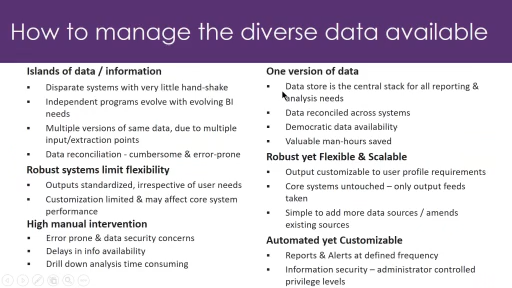 How to manage the diverse data available
Islands of data / information
Disparate systems with very little hand-shake
Independent programs evolve with evolving BI
needs
Multiple versions of same data, due to multiple
input/extraction points
Data reconciliation - cumbersome & error-prone
Robust systems limit flexibility
Outputs standardized, irrespective of user needs
Customization limited & may affect core system
performance
High manual intervention
Error prone & data security concerns
Delays in info availability
Drill down analysis time consuming
One version of data
Data store is the central stack for all reporting &
analysis needs
Data reconciled across systems
Democratic data availability
Valuable man-hours saved
Robust yet Flexible & Scalable
Output customizable to user profile requirements
Core systems untouched – only output feeds
taken
Simple to add more data sources / amends
existing sources
Automated yet Customizable
Reports & Alerts at defined frequency
Information security – administrator controlled
privilege levels